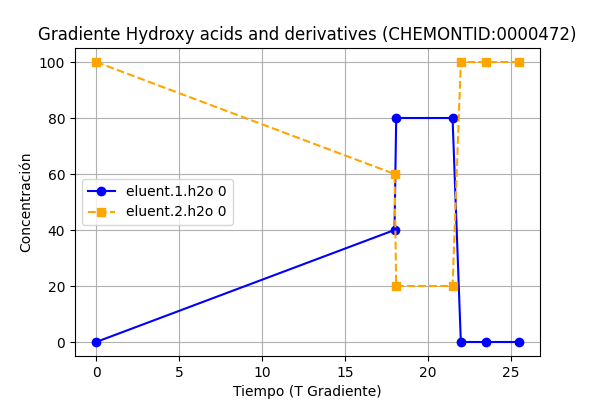 Gradiente Hydroxy acids and derivatives (CHEMONTID:0000472)
100
80
60
40
20
0
Concentración
eluent.1.h2o 0
eluent.2.h2o 0
0 5 10 15 20 25
Tiempo (T Gradiente)